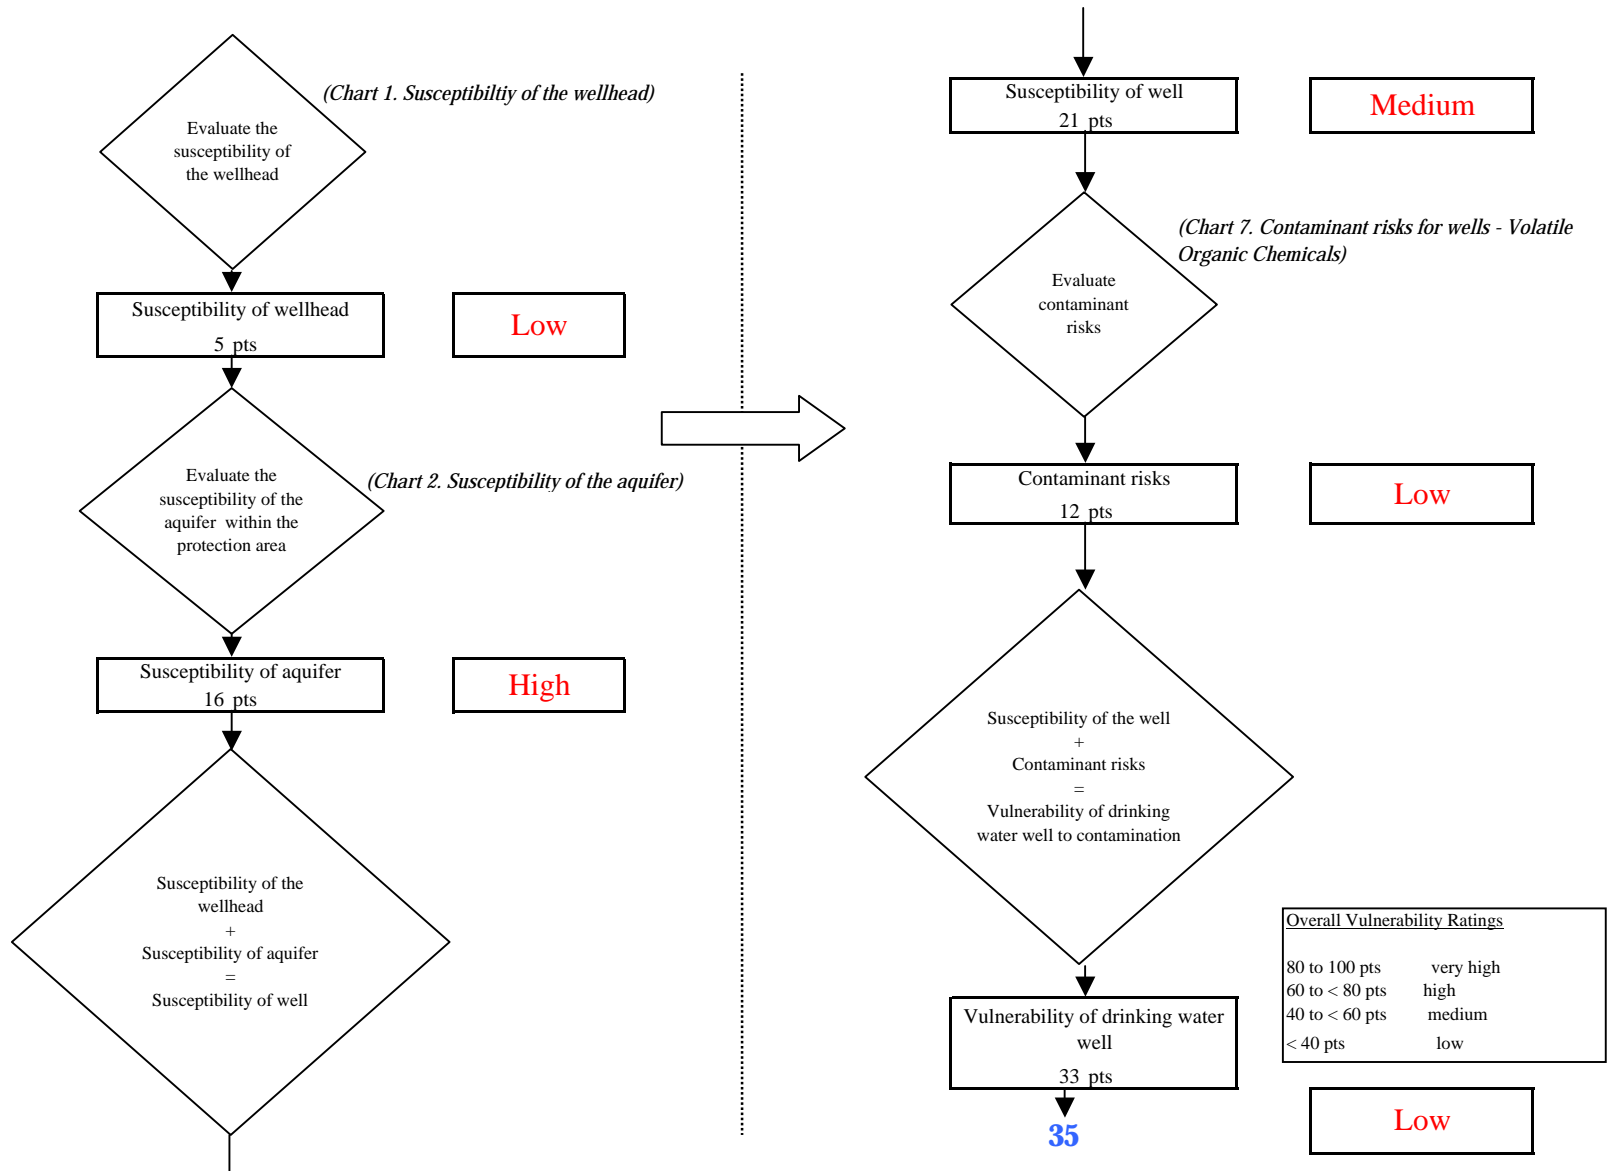 (Chart 1. Susceptibiltiy of the wellhead)
Evaluate the
susceptibility of
the wellhead
Susceptibility of wellhead
5 pts
Low
(Chart 2. Susceptibility of the aquifer)
Evaluate the
susceptibility of the
aquifer within the
protection area
Susceptibility of aquifer
16 pts
High
Susceptibility of the
wellhead
+
Susceptibility of aquifer
=
Susceptibility of well
Susceptibility of well
21 pts
Medium
(Chart 7. Contaminant risks for wells - Volatile
Organic Chemicals)
Evaluate
contaminant
risks
Contaminant risks
12 pts
Low
Susceptibility of the well
+
Contaminant risks
=
Vulnerability of drinking
water well to contamination
Overall Vulnerability Ratings
80 to 100 pts very high
60 to < 80 pts high
40 to < 60 pts medium
< 40 pts low
Vulnerability of drinking water
well
33 pts
35
Low